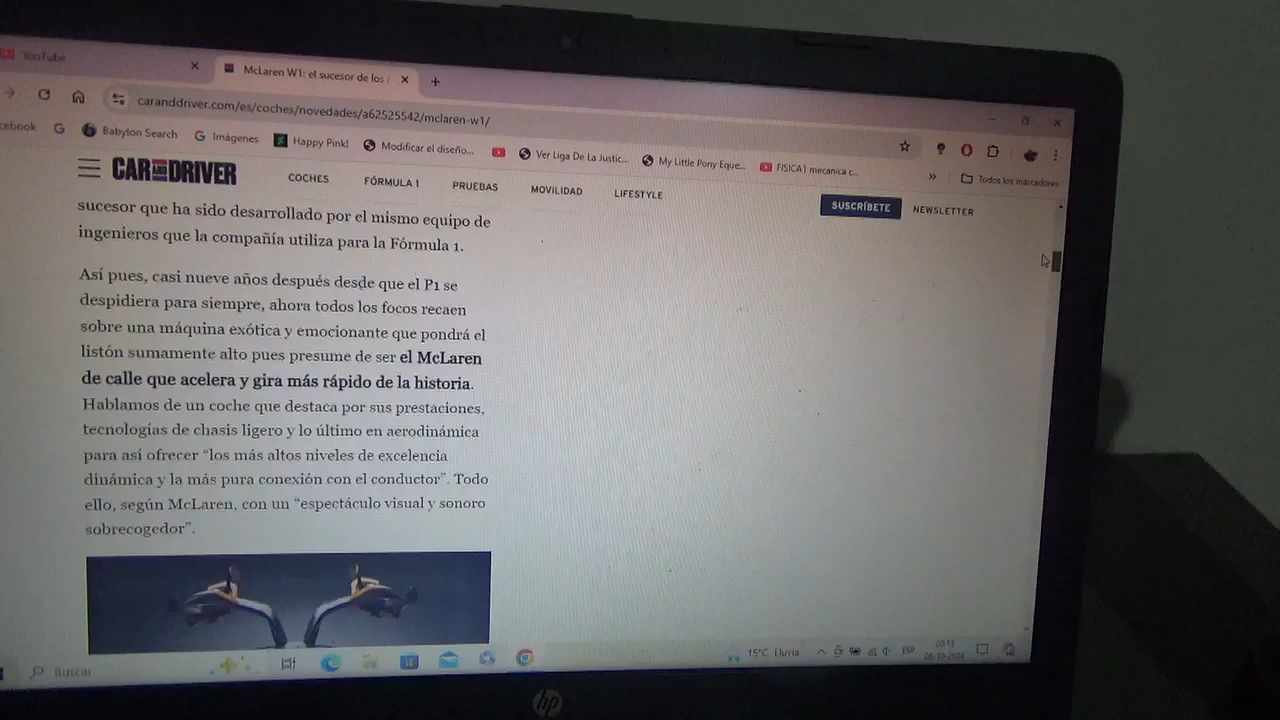 YouTube
McLaren W1: el sucesor de los
caranddriver.com/es/coches/novedades/a62525542/mclaren-w1/
cebook
Babylon Search
Imágenes
Happy Pink!
Modificar el diseño...
Ver Liga De La Justic...
My Little Pony Eque...
FISICA1 mecanica c...
Todos los marcadores
CAR AND DRIVER
COCHES
FÓRMULA 1
PRUEBAS
MOVILIDAD
LIFESTYLE
SUSCRÍBETE
NEWSLETTER
sucesor que ha sido desarrollado por el mismo equipo de
ingenieros que la compañía utiliza para la Fórmula 1.
Así pues, casi nueve años después desde que el P1 se
despidiera para siempre, ahora todos los focos recaen
sobre una máquina exótica y emocionante que pondrá el
listón sumamente alto pues presume de ser el McLaren
de calle que acelera y gira más rápido de la historia.
Hablamos de un coche que destaca por sus prestaciones,
tecnologías de chasis ligero y lo último en aerodinámica
para así ofrecer “los más altos niveles de excelencia
dinámica y la más pura conexión con el conductor”. Todo
ello, según McLaren, con un “espectáculo visual y sonoro
sobrecogedor”.
Buscar
15°C Lluvia
ESP
20:13
hp